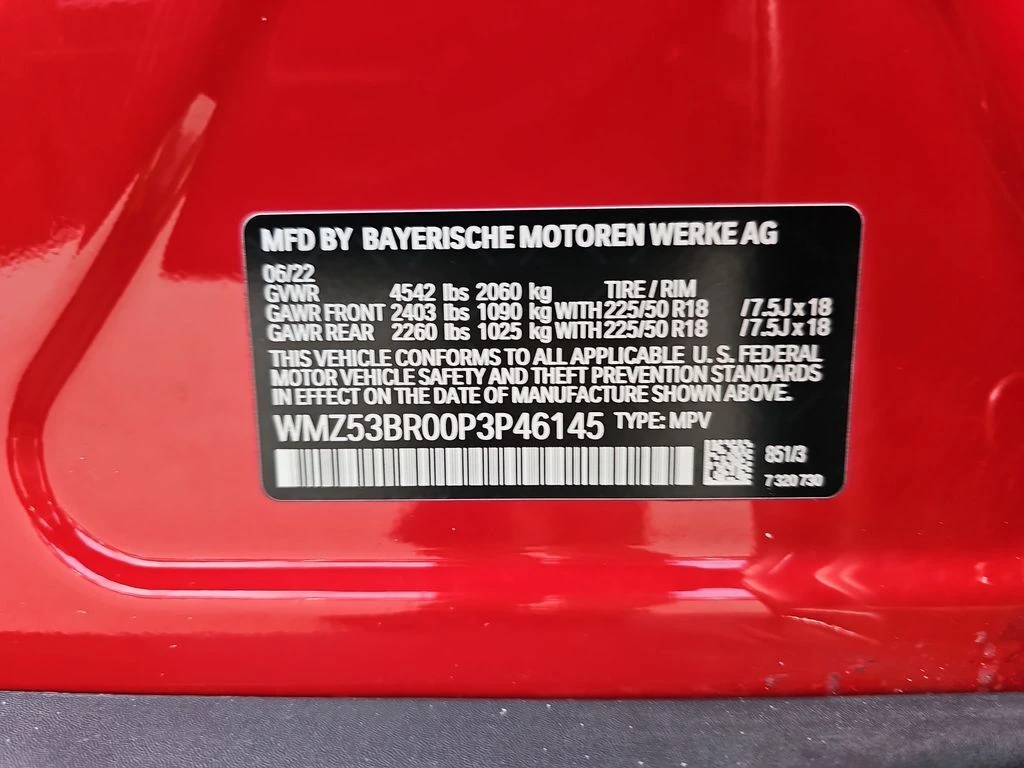 MFD BY BAYERISCHE MOTOREN WERKE AG
06/22
GVWR 4542 lbs 2060 kg TIRE / RIM
GAWR FRONT 2403 lbs 1090 kg WITH 225/50 R18 /7.5J x 18
GAWR REAR 2260 lbs 1025 kg WITH 225/50 R18 /7.5J x 18
THIS VEHICLE CONFORMS TO ALL APPLICABLE U. S. FEDERAL
MOTOR VEHICLE SAFETY AND THEFT PREVENTION STANDARDS
IN EFFECT ON THE DATE OF MANUFACTURE SHOWN ABOVE.
WMZ53BR00P3P46145 TYPE: MPV
851/3
7 320 730